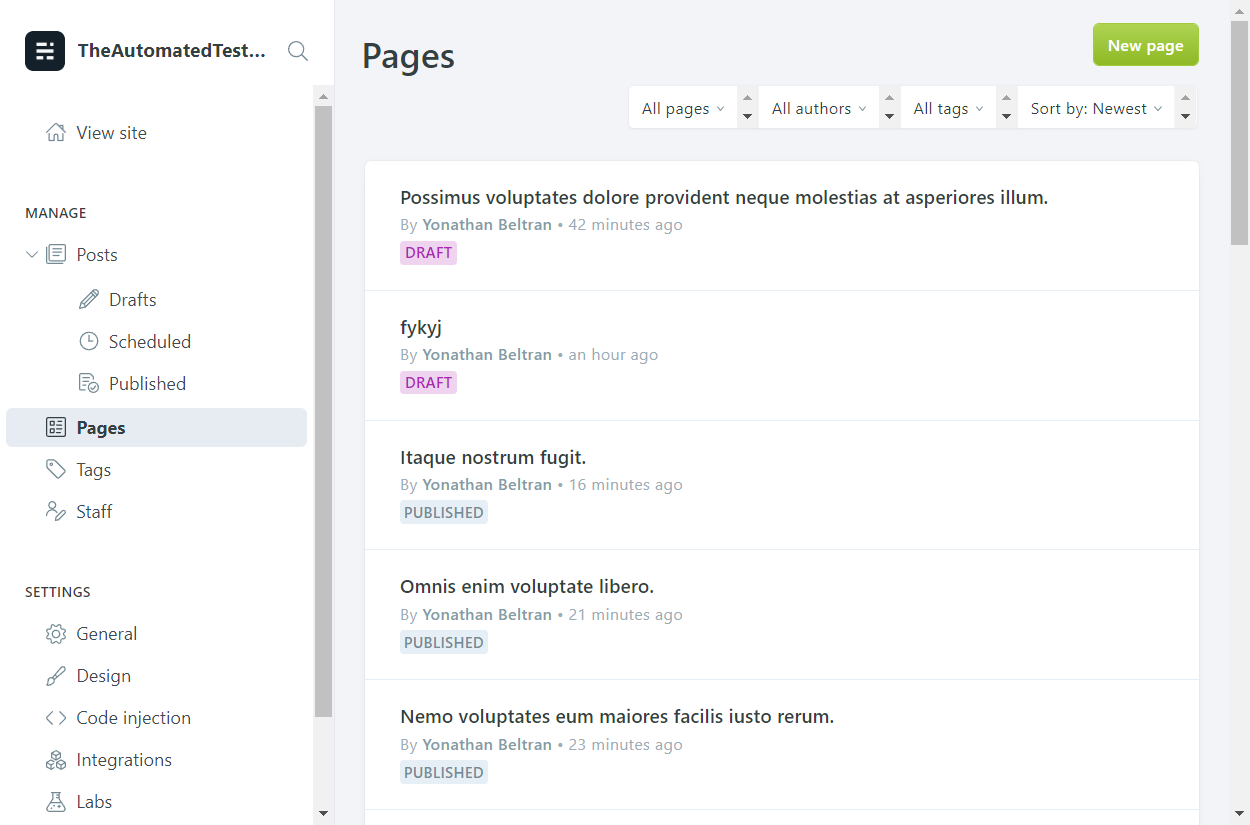 TheAutomatedTest...
View site
MANAGE
Posts
Drafts
Scheduled
Published
Pages
Tags
Staff
SETTINGS
General
Design
Code injection
Integrations
Labs
Pages
New page
All pages
All authors
All tags
Sort by: Newest
Possimus voluptates dolore provident neque molestias at asperiores illum.
By Yonathan Beltran • 42 minutes ago
DRAFT
fykyj
By Yonathan Beltran • an hour ago
DRAFT
Itaque nostrum fugit.
By Yonathan Beltran • 16 minutes ago
PUBLISHED
Omnis enim voluptate libero.
By Yonathan Beltran • 21 minutes ago
PUBLISHED
Nemo voluptates eum maiores facilis iusto rerum.
By Yonathan Beltran • 23 minutes ago
PUBLISHED